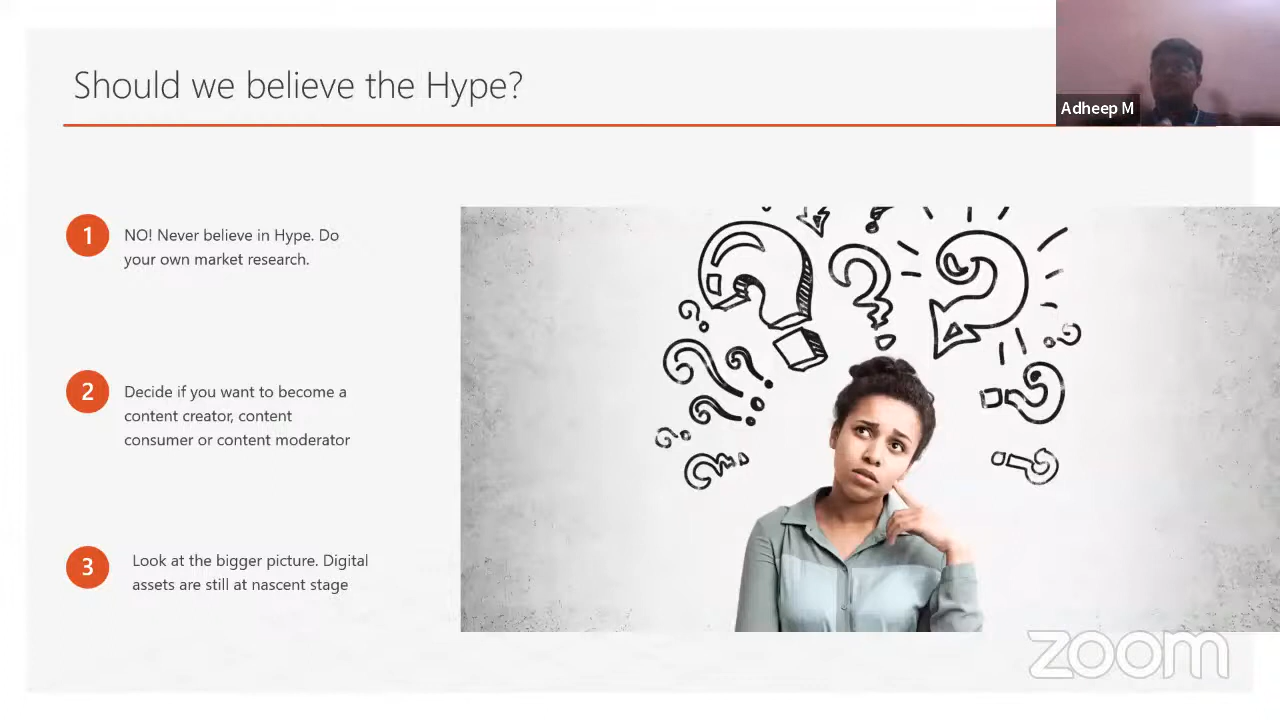 Should we believe the Hype?
Adheep M
1
NO! Never believe in Hype. Do
your own market research.
2
Decide if you want to become a
content creator, content
consumer or content moderator
3
Look at the bigger picture. Digital
assets are still at nascent stage
zoom